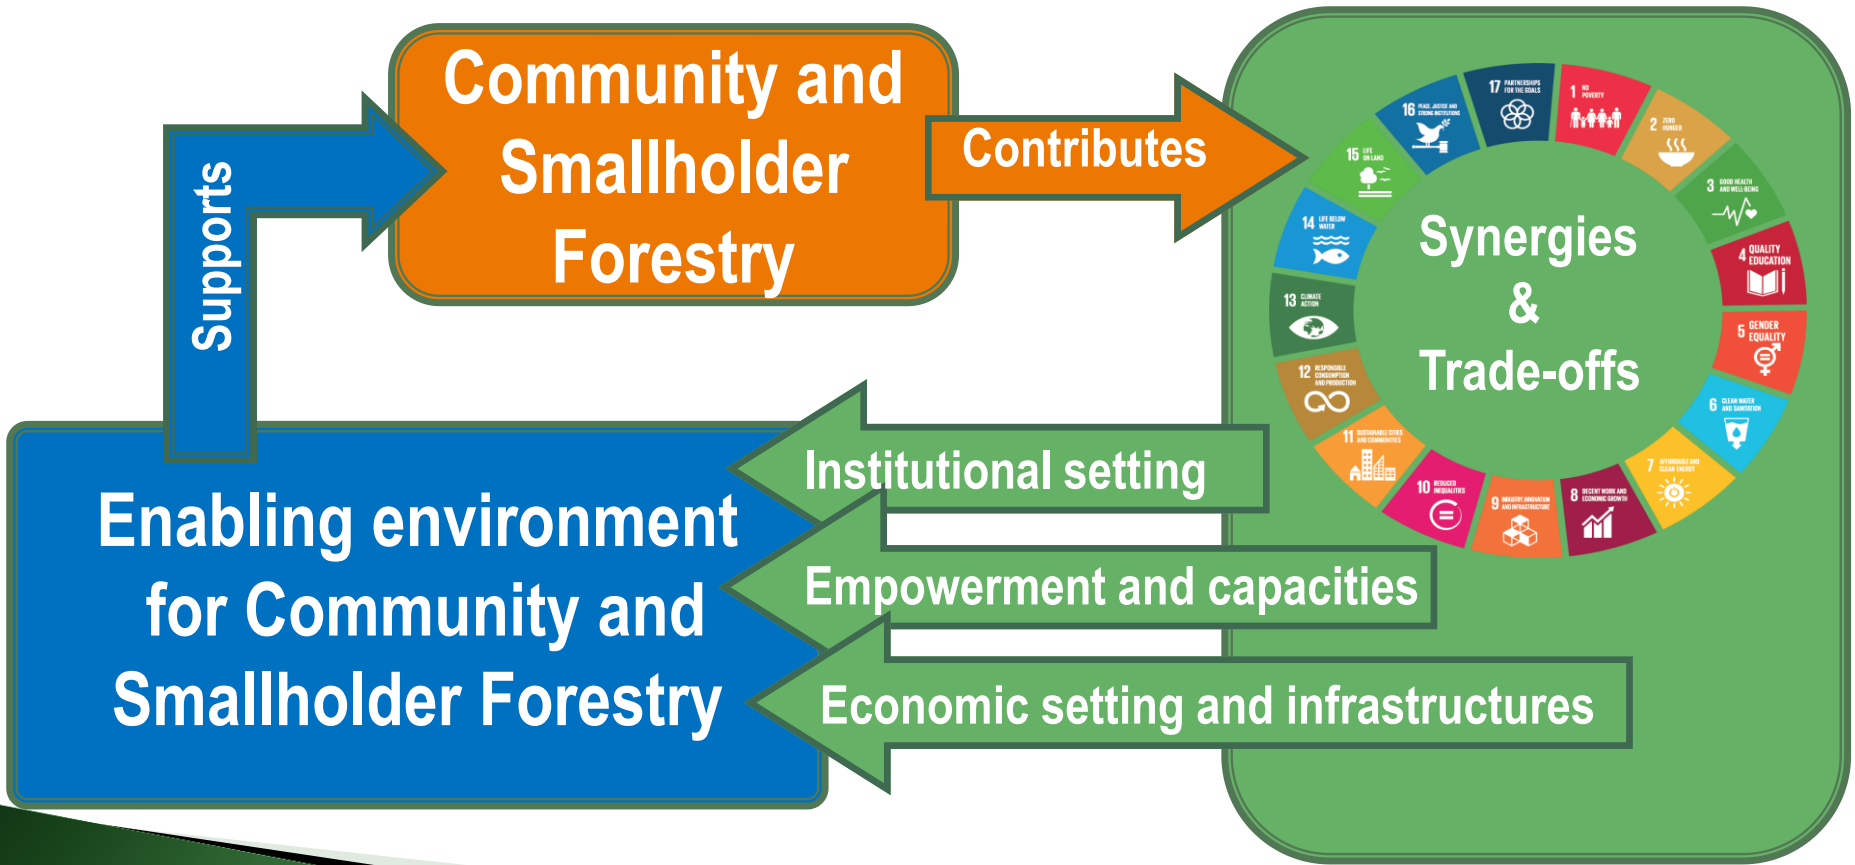 Community and
Smallholder
Forestry
Contributes
Supports
Synergies
&
Trade-offs
1 NO
POVERTY
2 ZERO
HUNGER
3 GOOD HEALTH
AND WELL-BEING
4 QUALITY
EDUCATION
5 GENDER
EQUALITY
6 CLEAN WATER
AND SANITATION
7 AFFORDABLE AND
CLEAN ENERGY
8 DECENT WORK AND
ECONOMIC GROWTH
9 INDUSTRY, INNOVATION
AND INFRASTRUCTURE
10 REDUCED
INEQUALITIES
11 SUSTAINABLE CITIES
AND COMMUNITIES
12 RESPONSIBLE
CONSUMPTION
AND PRODUCTION
13 CLIMATE
ACTION
14 LIFE BELOW
WATER
15 LIFE
ON LAND
16 PEACE, JUSTICE AND
STRONG INSTITUTIONS
17 PARTNERSHIPS
FOR THE GOALS
Institutional setting
Empowerment and capacities
Economic setting and infrastructures
Enabling environment
for Community and
Smallholder Forestry